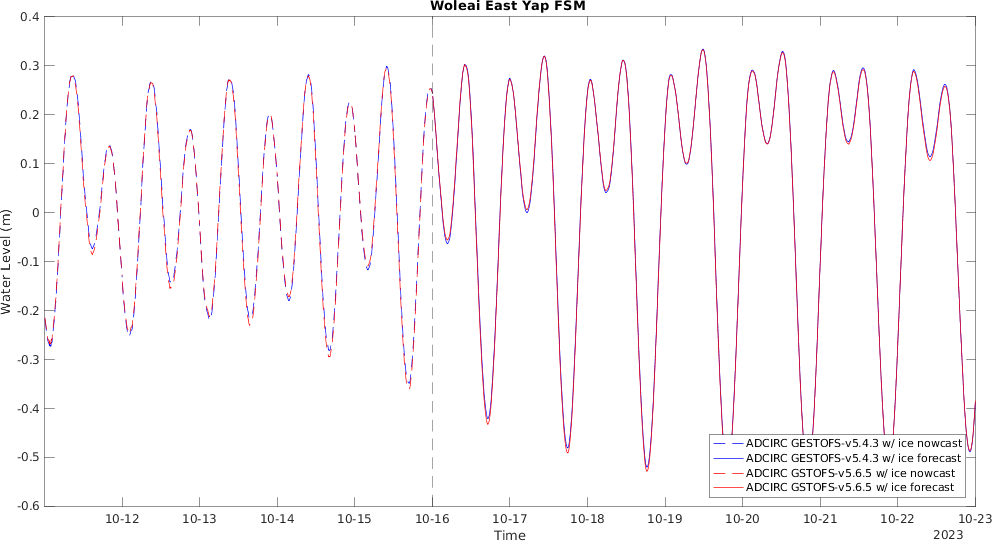 Woleai East Yap FSM
0.4
0.3
0.2
0.1
0
-0.1
-0.2
-0.3
-0.4
-0.5
-0.6
Water Level (m)
ADCIRC GESTOFS-v5.4.3 w/ ice nowcast
ADCIRC GESTOFS-v5.4.3 w/ ice forecast
ADCIRC GSTOFS-v5.6.5 w/ ice nowcast
ADCIRC GSTOFS-v5.6.5 w/ ice forecast
10-12 10-13 10-14 10-15 10-16 10-17 10-18 10-19 10-20 10-21 10-22 10-23
Time
2023